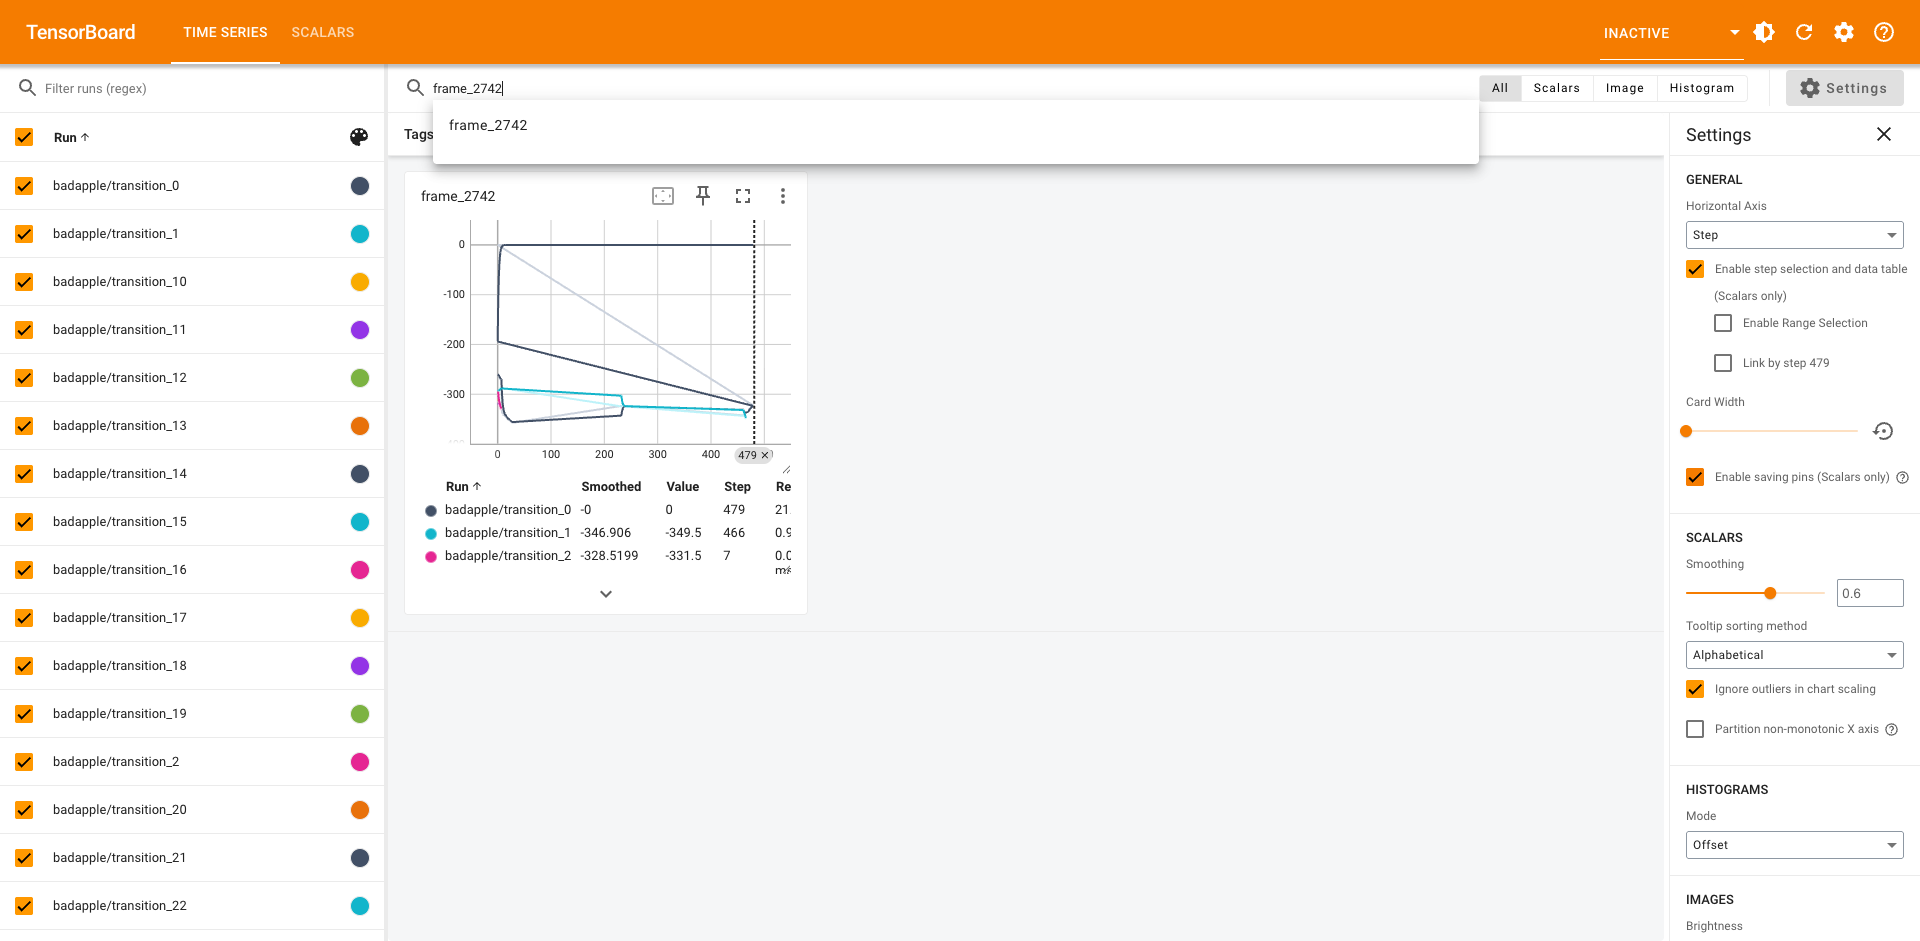 TensorBoard
TIME SERIES
SCALARS
INACTIVE
Filter runs (regex)
frame_2742
All
Scalars
Image
Histogram
Settings
Run
badapple/transition_0
badapple/transition_1
badapple/transition_10
badapple/transition_11
badapple/transition_12
badapple/transition_13
badapple/transition_14
badapple/transition_15
badapple/transition_16
badapple/transition_17
badapple/transition_18
badapple/transition_19
badapple/transition_2
badapple/transition_20
badapple/transition_21
badapple/transition_22
Tags
frame_2742
frame_2742
0
-100
-200
-300
0 100 200 300 400 479
Run Smoothed Value Step Re
badapple/transition_0 -0 0 479 21.
badapple/transition_1 -346.906 -349.5 466 0.9
badapple/transition_2 -328.5199 -331.5 7 0.0
Settings
GENERAL
Horizontal Axis
Step
Enable step selection and data table
(Scalars only)
Enable Range Selection
Link by step 479
Card Width
Enable saving pins (Scalars only)
SCALARS
Smoothing
0.6
Tooltip sorting method
Alphabetical
Ignore outliers in chart scaling
Partition non-monotonic X axis
HISTOGRAMS
Mode
Offset
IMAGES
Brightness